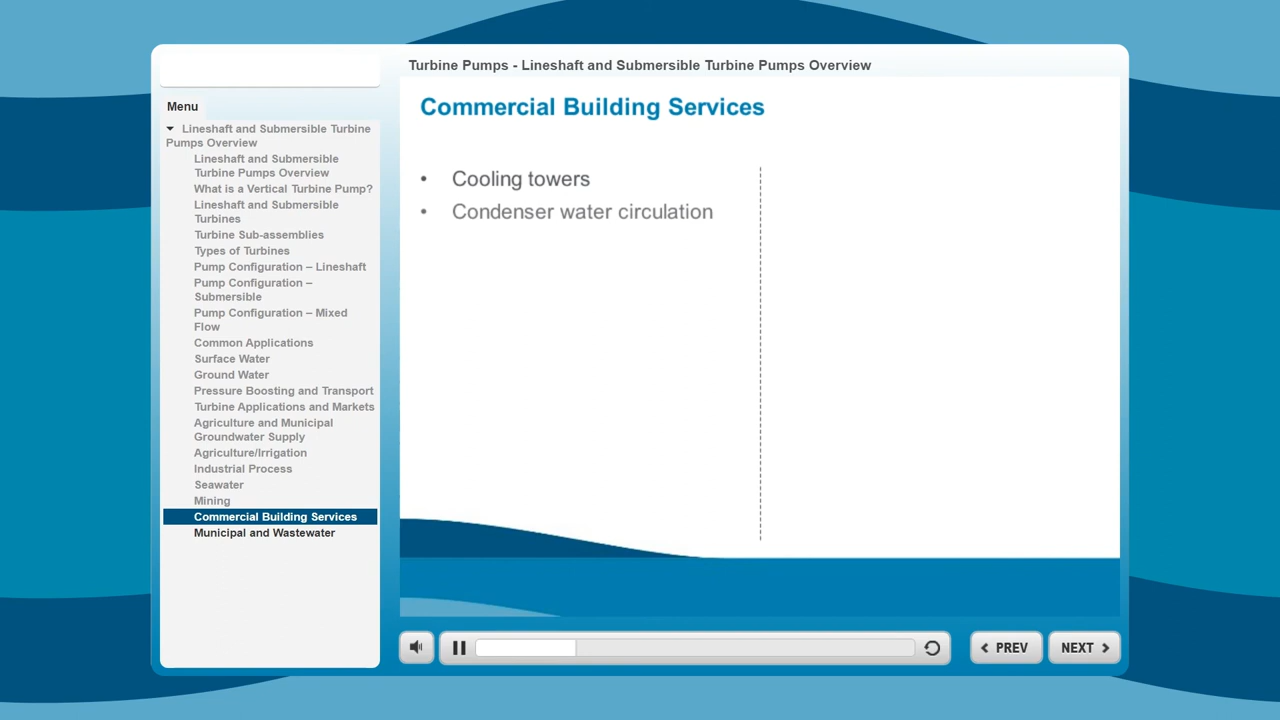 Turbine Pumps - Lineshaft and Submersible Turbine Pumps Overview
Menu
Lineshaft and Submersible Turbine
Pumps Overview
Lineshaft and Submersible
Turbine Pumps Overview
What is a Vertical Turbine Pump?
Lineshaft and Submersible
Turbines
Turbine Sub-assemblies
Types of Turbines
Pump Configuration – Lineshaft
Pump Configuration –
Submersible
Pump Configuration – Mixed
Flow
Common Applications
Surface Water
Ground Water
Pressure Boosting and Transport
Turbine Applications and Markets
Agriculture and Municipal
Groundwater Supply
Agriculture/Irrigation
Industrial Process
Seawater
Mining
Commercial Building Services
Municipal and Wastewater
Commercial Building Services
• Cooling towers
• Condenser water circulation
PREV
NEXT